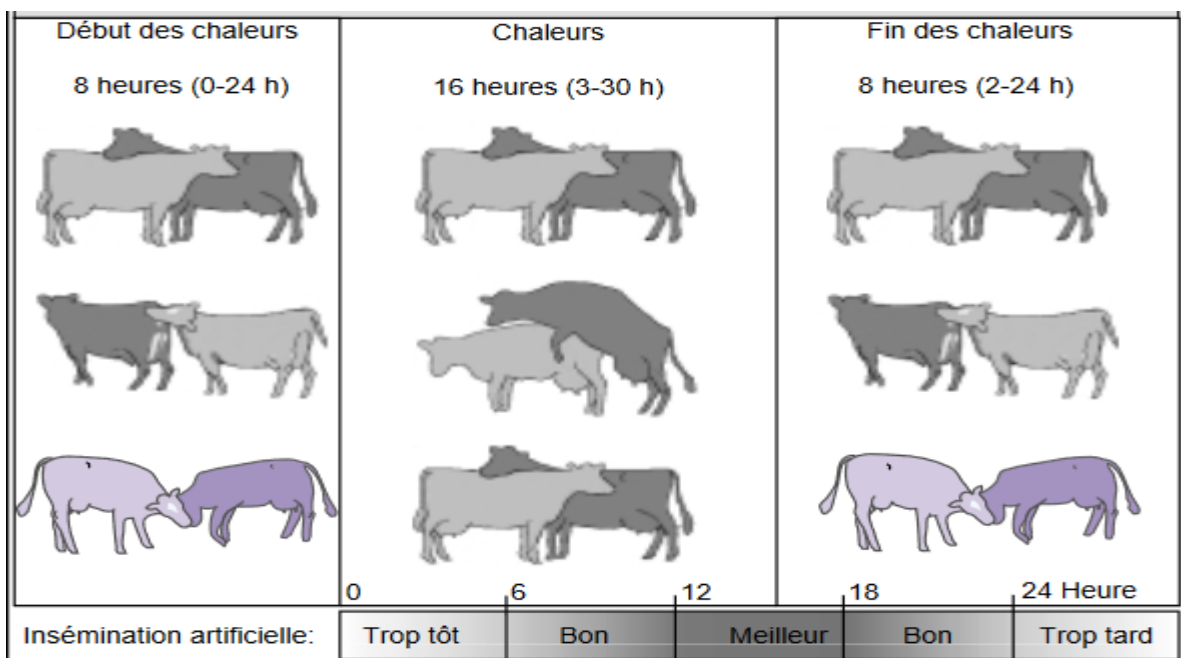 Début des chaleurs
8 heures (0-24 h)
Chaleurs
16 heures (3-30 h)
Fin des chaleurs
8 heures (2-24 h)
0 6 12 18 24 Heure
Insémination artificielle: Trop tôt Bon Meilleur Bon Trop tard